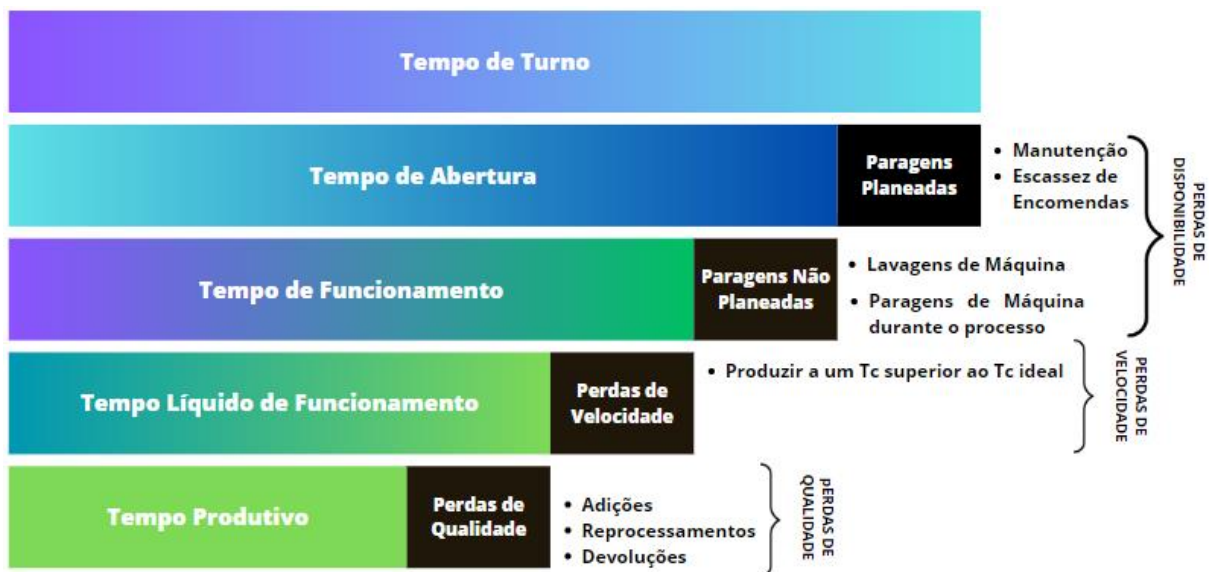 Tempo de Turno
Tempo de Abertura
Paragens
Planeadas
• Manutenção
• Escassez de
Encomendas
PERDAS DE
DISPONIBILIDADE
Tempo de Funcionamento
Paragens Não
Planeadas
• Lavagens de Máquina
• Paragens de Máquina
durante o processo
Tempo Líquido de Funcionamento
Perdas de
Velocidade
• Produzir a um Tc superior ao Tc ideal
PERDAS DE
VELOCIDADE
Tempo Produtivo
Perdas de
Qualidade
• Adições
• Reprocessamentos
• Devoluções
pERDAS DE
QUALIDADE